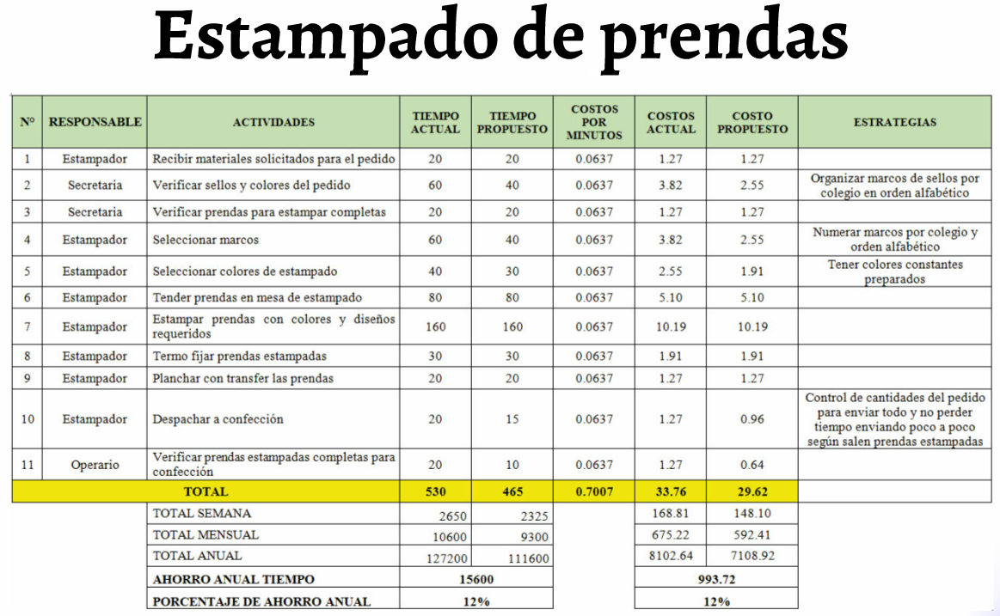 Estampado de prendas
N° RESPONSABLE ACTIVIDADES TIEMPO ACTUAL TIEMPO PROPUESTO COSTOS POR MINUTOS COSTOS ACTUAL COSTO PROPUESTO ESTRATEGIAS
1 Estampador Recibir materiales solicitados para el pedido 20 20 0.0637 1.27 1.27
2 Secretaria Verificar sellos y colores del pedido 60 40 0.0637 3.82 2.55 Organizar marcos de sellos por colegio en orden alfabético
3 Secretaria Verificar prendas para estampar completas 20 20 0.0637 1.27 1.27
4 Estampador Seleccionar marcos 60 40 0.0637 3.82 2.55 Numerar marcos por colegio y orden alfabético
5 Estampador Seleccionar colores de estampado 40 30 0.0637 2.55 1.91 Tener colores constantes preparados
6 Estampador Tender prendas en mesa de estampado 80 80 0.0637 5.10 5.10
7 Estampador Estampar prendas con colores y diseños requeridos 160 160 0.0637 10.19 10.19
8 Estampador Termo fijar prendas estampadas 30 30 0.0637 1.91 1.91
9 Estampador Planchar con transfer las prendas 20 20 0.0637 1.27 1.27
10 Estampador Despachar a confección 20 15 0.0637 1.27 0.96 Control de cantidades del pedido para enviar todo y no perder tiempo enviando poco a poco según salen prendas estampadas
11 Operario Verificar prendas estampadas completas para confección 20 10 0.0637 1.27 0.64
TOTAL 530 465 0.7007 33.76 29.62
TOTAL SEMANA 2650 2325 168.81 148.10
TOTAL MENSUAL 10600 9300 675.22 592.41
TOTAL ANUAL 127200 111600 8102.64 7108.92
AHORRO ANUAL TIEMPO 15600 993.72
PORCENTAJE DE AHORRO ANUAL 12% 12%